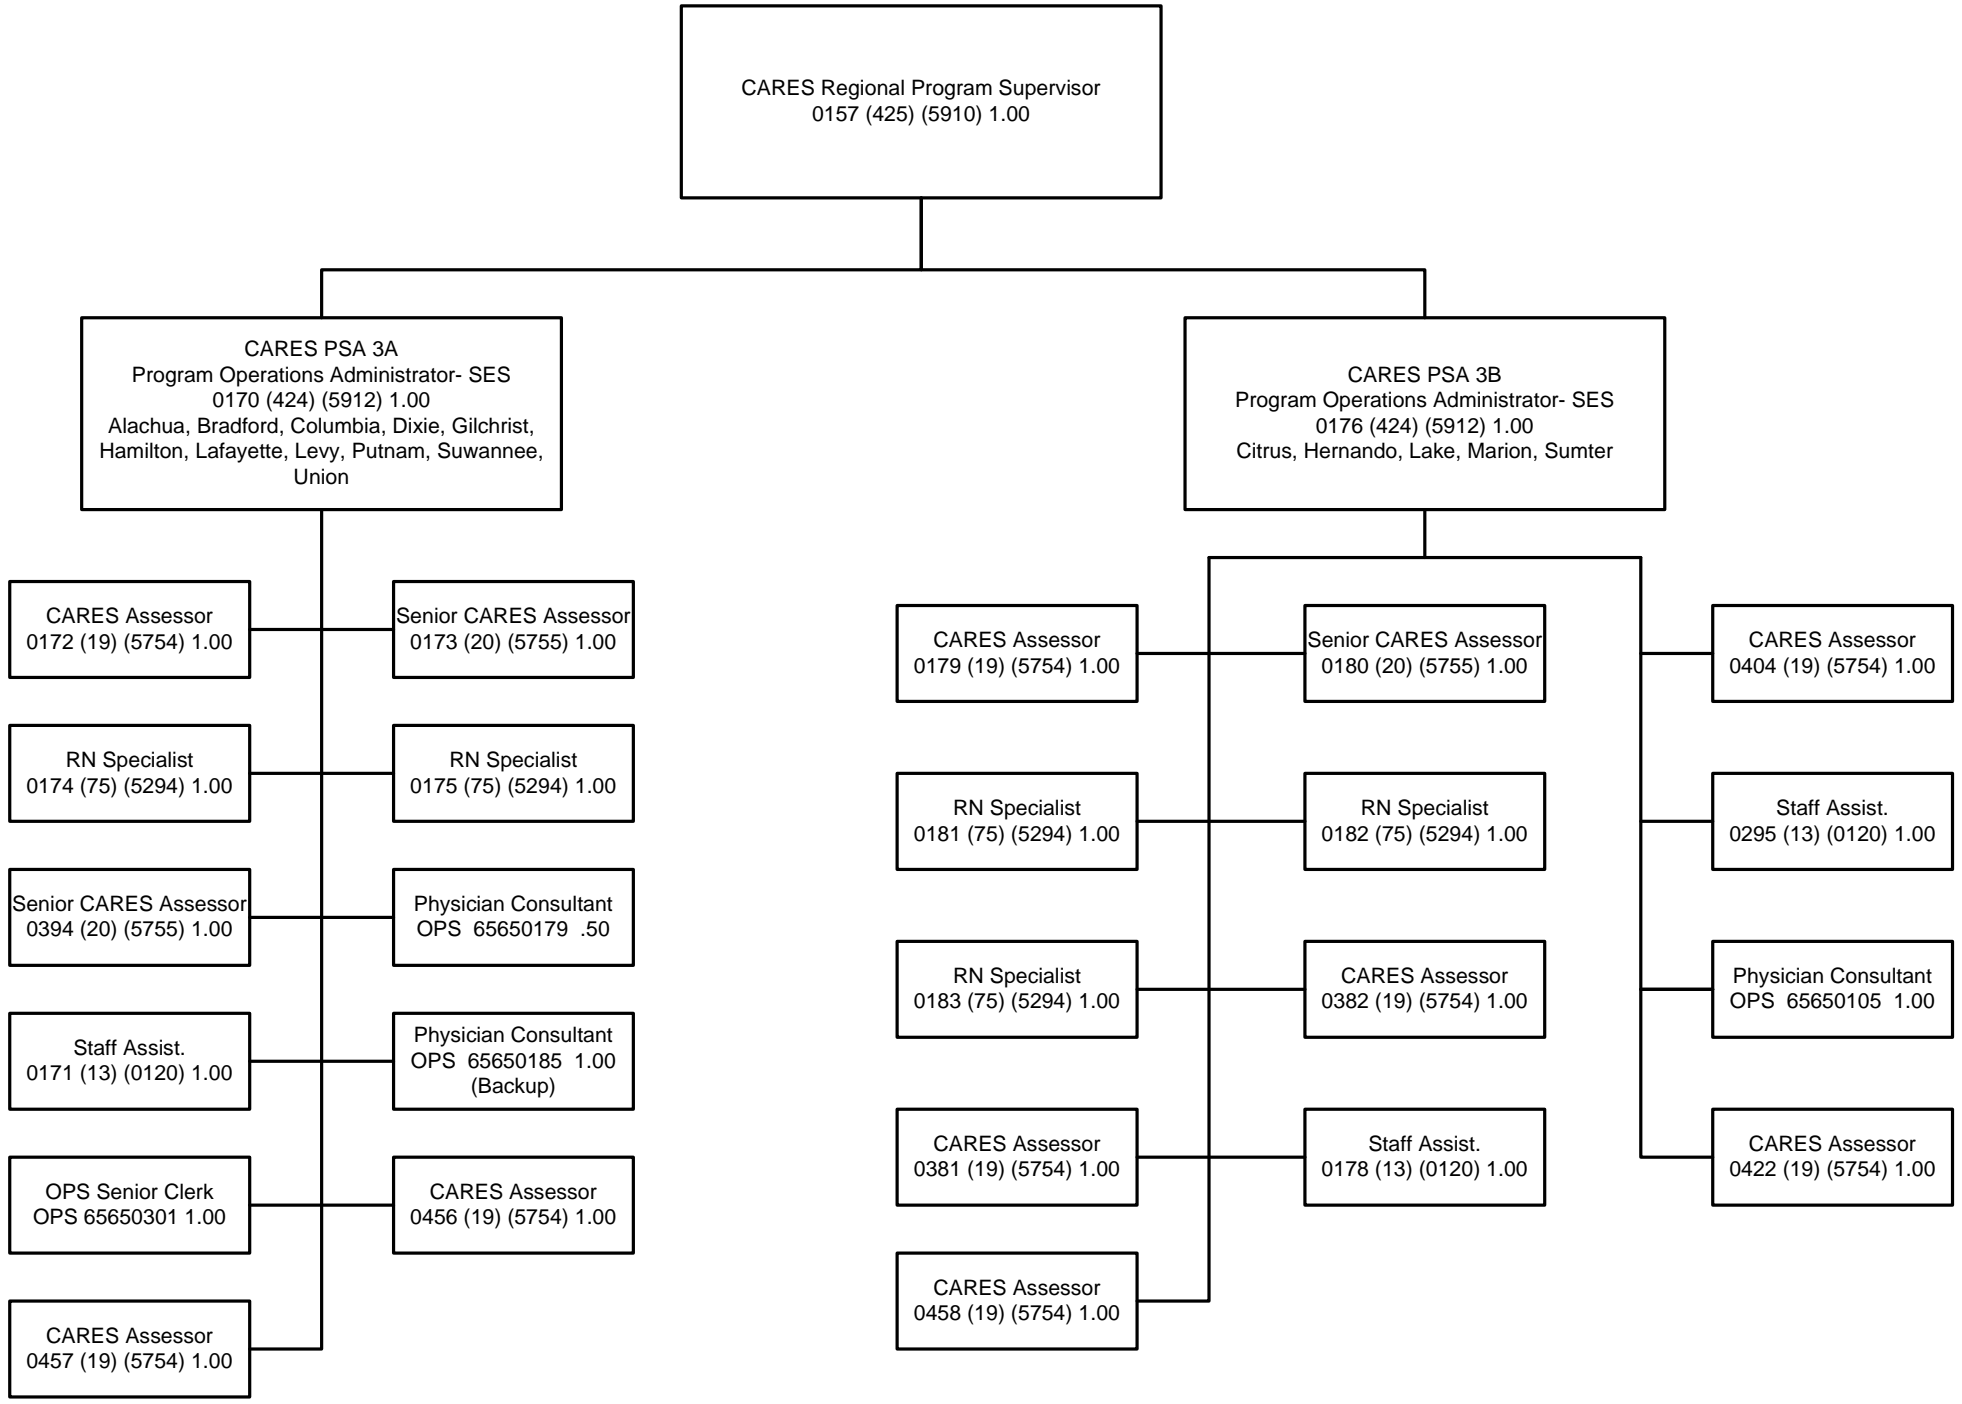 CARES Regional Program Supervisor
0157 (425) (5910) 1.00
CARES PSA 3A
Program Operations Administrator- SES
0170 (424) (5912) 1.00
Alachua, Bradford, Columbia, Dixie, Gilchrist,
Hamilton, Lafayette, Levy, Putnam, Suwannee,
Union
CARES PSA 3B
Program Operations Administrator- SES
0176 (424) (5912) 1.00
Citrus, Hernando, Lake, Marion, Sumter
CARES Assessor
0172 (19) (5754) 1.00
Senior CARES Assessor
0173 (20) (5755) 1.00
RN Specialist
0174 (75) (5294) 1.00
RN Specialist
0175 (75) (5294) 1.00
Senior CARES Assessor
0394 (20) (5755) 1.00
Physician Consultant
OPS  65650179  .50
Staff Assist.
0171 (13) (0120) 1.00
Physician Consultant
OPS  65650185  1.00
(Backup)
OPS Senior Clerk
OPS 65650301 1.00
CARES Assessor
0456 (19) (5754) 1.00
CARES Assessor
0457 (19) (5754) 1.00
CARES Assessor
0179 (19) (5754) 1.00
Senior CARES Assessor
0180 (20) (5755) 1.00
CARES Assessor
0404 (19) (5754) 1.00
RN Specialist
0181 (75) (5294) 1.00
RN Specialist
0182 (75) (5294) 1.00
Staff Assist.
0295 (13) (0120) 1.00
RN Specialist
0183 (75) (5294) 1.00
CARES Assessor
0382 (19) (5754) 1.00
Physician Consultant
OPS  65650105  1.00
CARES Assessor
0381 (19) (5754) 1.00
Staff Assist.
0178 (13) (0120) 1.00
CARES Assessor
0422 (19) (5754) 1.00
CARES Assessor
0458 (19) (5754) 1.00